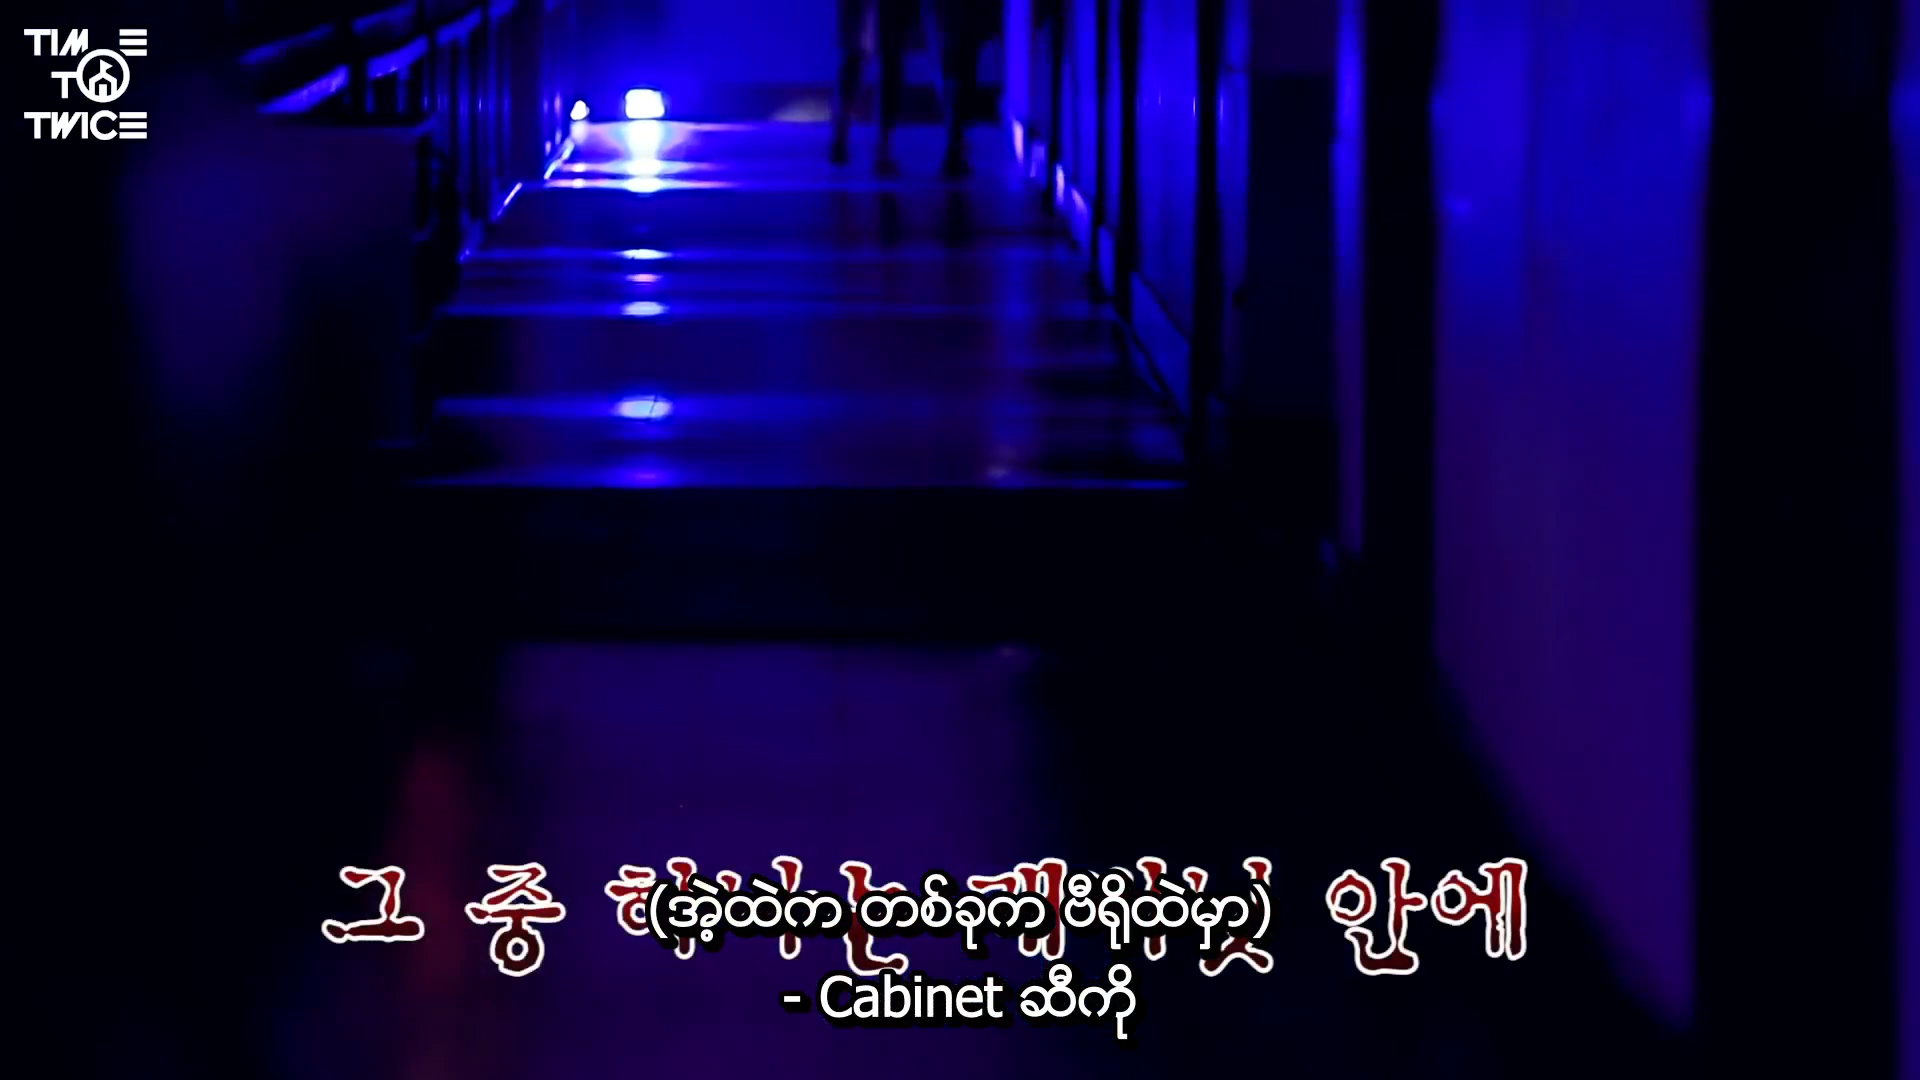 TIME
TO
TWICE
그 중 안에
(အဲ့ထဲက တစ်ခုက ဗီရိုထဲမှာ)
- Cabinet ဆီကို